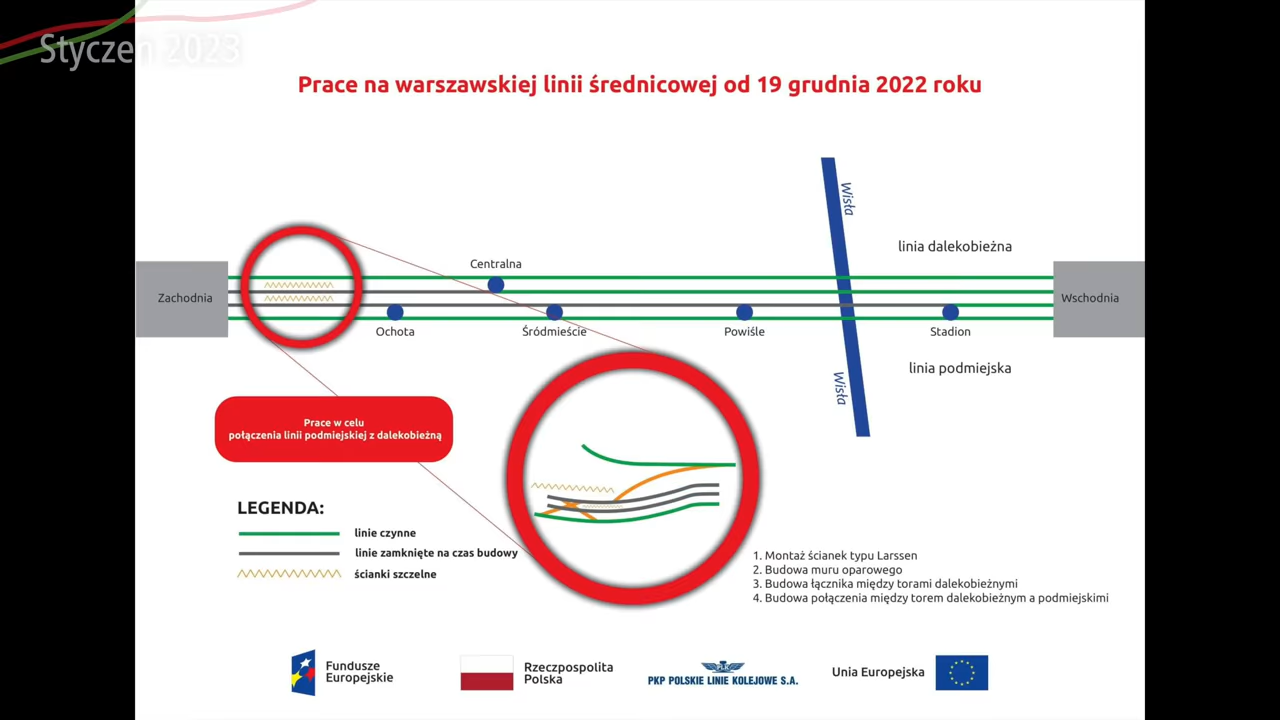 Styczeń 2023
Prace na warszawskiej linii średnicowej od 19 grudnia 2022 roku
Wisła
linia dalekobieżna
Centralna
Zachodnia
Wschodnia
Ochota
Śródmieście
Powiśle
Stadion
linia podmiejska
Wisła
Prace w celu
połączenia linii podmiejskiej z dalekobieżną
LEGENDA:
linie czynne
linie zamknięte na czas budowy
ścianki szczelne
1. Montaż ścianek typu Larssen
2. Budowa muru oparowego
3. Budowa łącznika między torami dalekobieżnymi
4. Budowa połączenia między torem dalekobieżnym a podmiejskimi
Fundusze
Europejskie
Rzeczpospolita
Polska
PLK
PKP POLSKIE LINIE KOLEJOWE S.A.
Unia Europejska